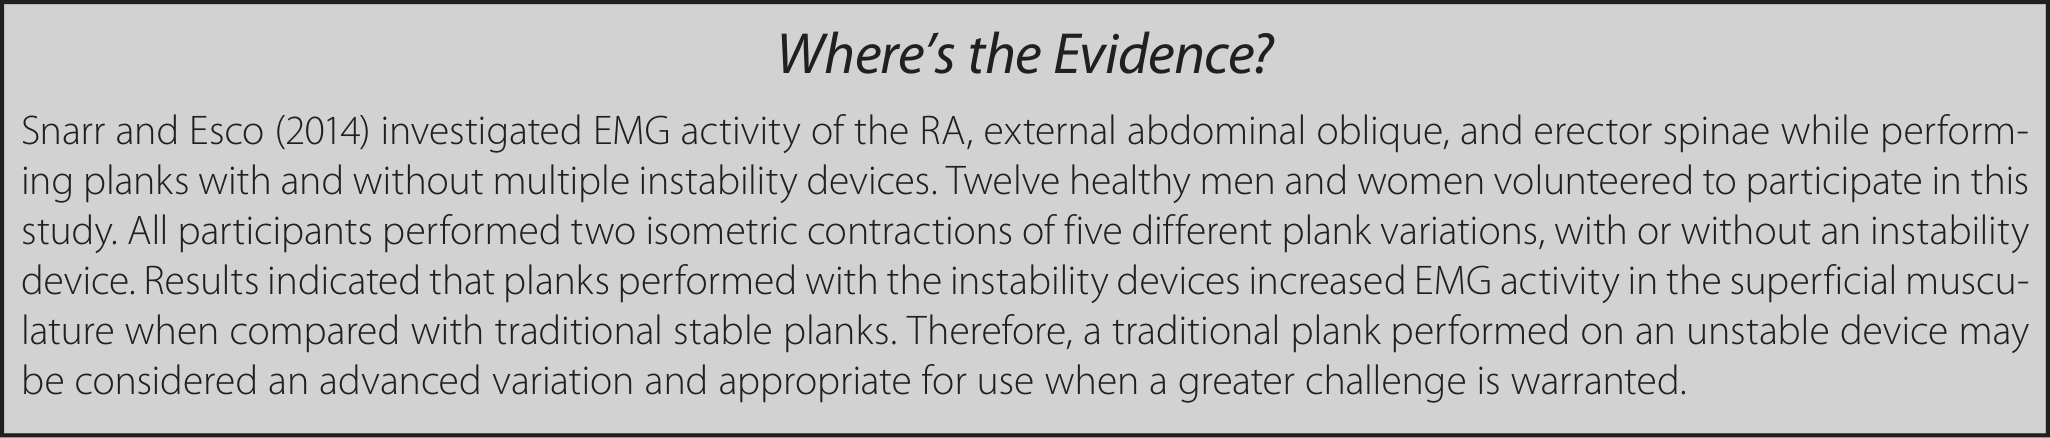 Where’s the Evidence?
Snarr and Esco (2014) investigated EMG activity of the RA, external abdominal oblique, and erector spinae while perform-
ing planks with and without multiple instability devices. Twelve healthy men and women volunteered to participate in this
study. All participants performed two isometric contractions of five different plank variations, with or without an instability
device. Results indicated that planks performed with the instability devices increased EMG activity in the superficial muscu-
lature when compared with traditional stable planks. Therefore, a traditional plank performed on an unstable device may
be considered an advanced variation and appropriate for use when a greater challenge is warranted.